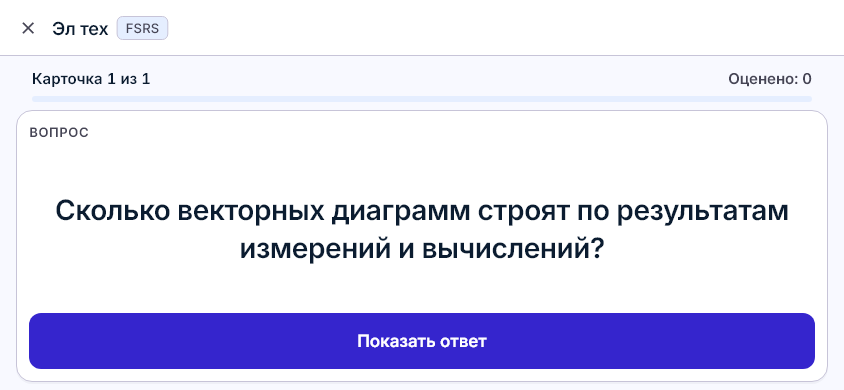 Эл тех FSRS
Карточка 1 из 1 Оценено: 0
ВОПРОС
Сколько векторных диаграмм строят по результатам
измерений и вычислений?
Показать ответ